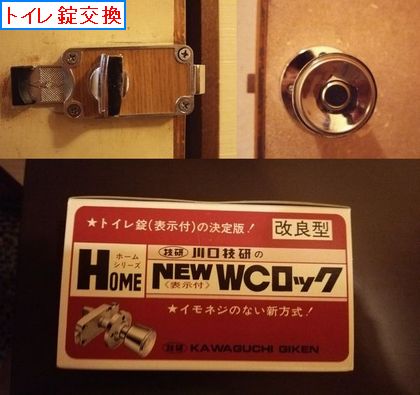 トイレ錠交換
★トイレ錠(表示付)の決定版!
改良型
ホーム
シリーズ
HOME
技研 川口技研の
NEW WCロック
〈表示付〉
★イモネジのない新方式!
技研 KAWAGUCHI GIKEN